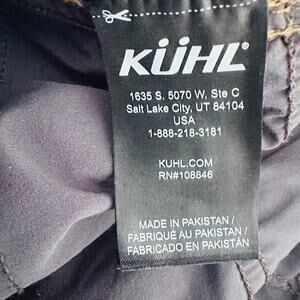 KÜHL®
1635 S. 5070 W, Ste C
Salt Lake City, UT 84104
USA
1-888-218-3181
KUHL.COM
RN#108846
MADE IN PAKISTAN /
FABRIQUÉ AU PAKISTAN /
FABRICADO EN PAKISTÁN